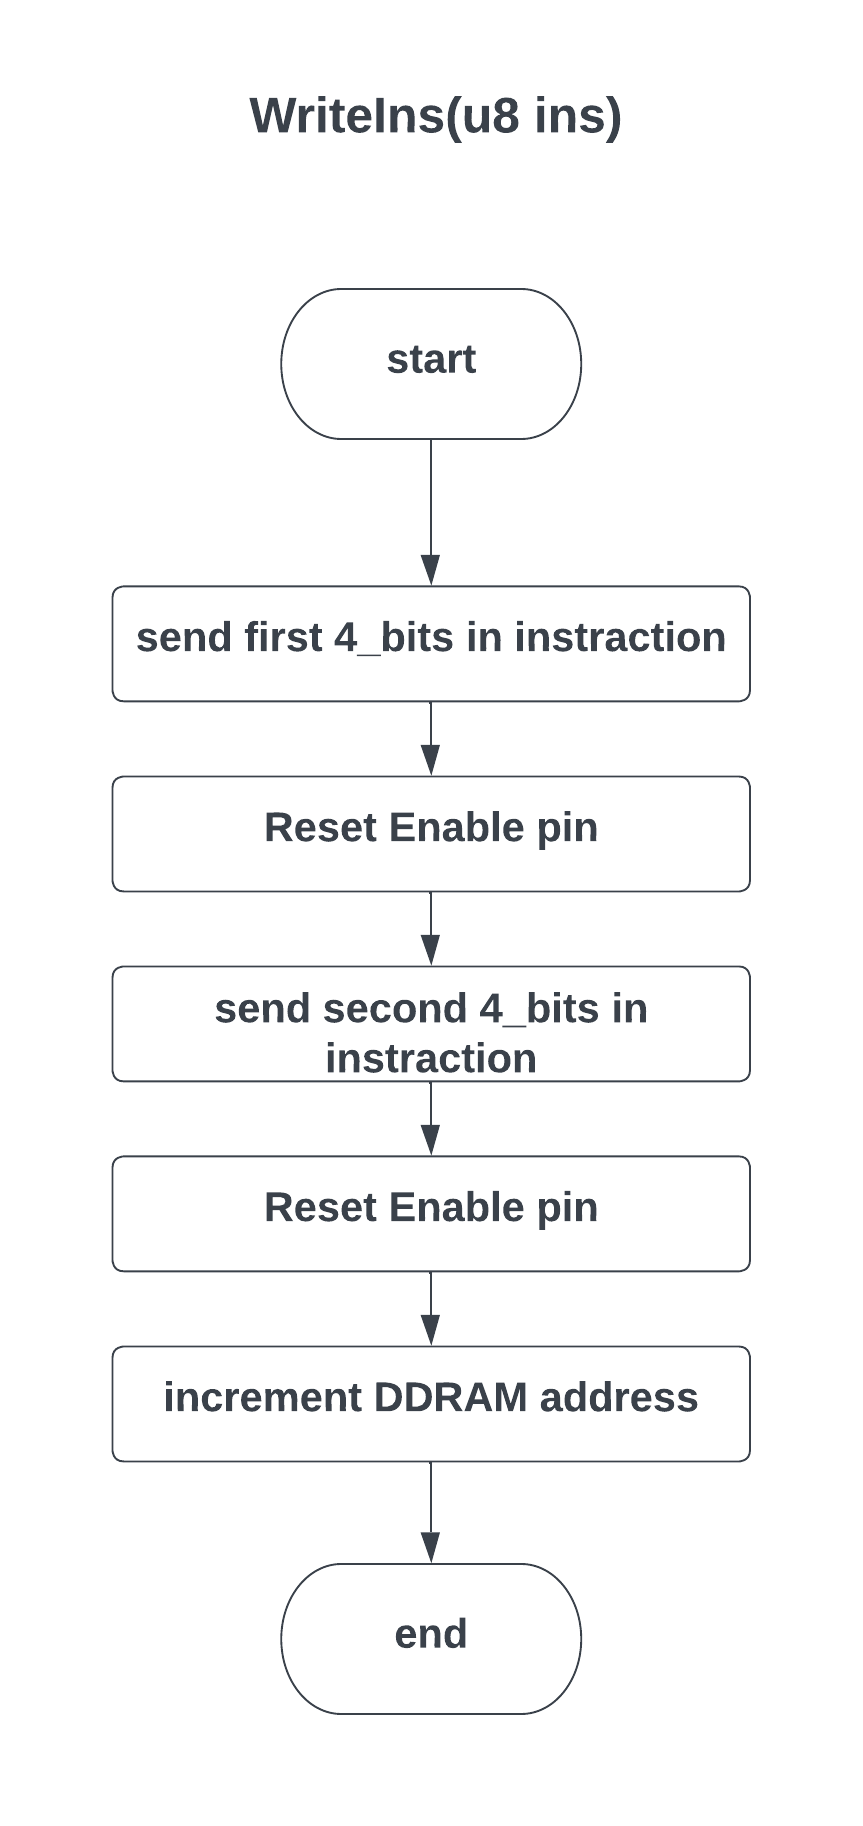 WriteIns(u8 ins)
start
send first 4_bits in instraction
Reset Enable pin
send second 4_bits in
instraction
Reset Enable pin
increment DDRAM address
end